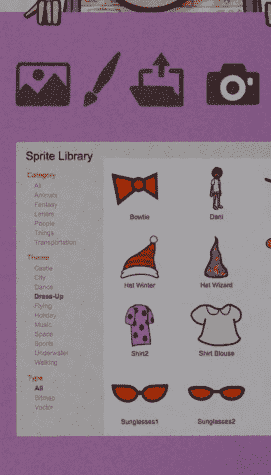 Sprite Library
Category
All
Animals
Fantasy
Letters
People
Things
Transportation
Theme
Castle
City
Dance
Dress-Up
Flying
Holiday
Music
Space
Sports
Underwater
Walking
Type
All
Bitmap
Vector
Bowtie
Dani
Hat Winter
Hat Wizard
Shirt2
Shirt Blouse
Sunglasses1
Sunglasses2